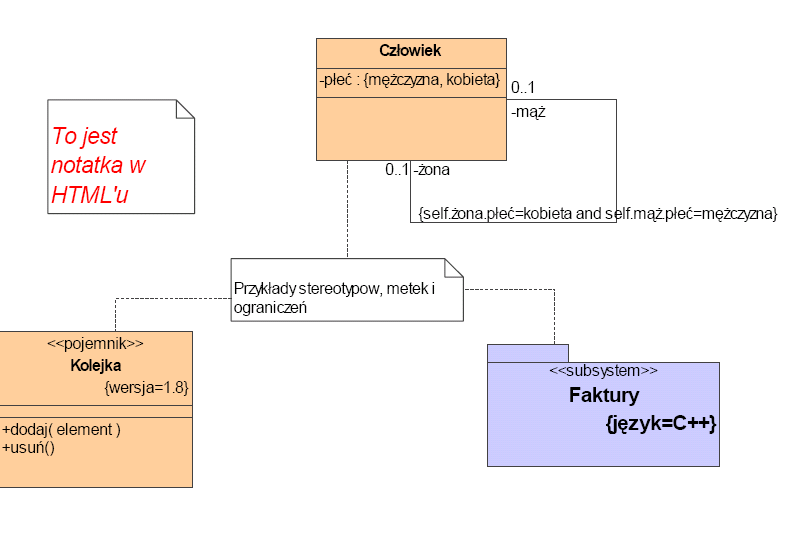 Człowiek
-płeć : {mężczyzna, kobieta}
0..1
-mąż
To jest
notatka w
HTML'u
0..1 -żona
{self.żona.płeć=kobieta and self.mąż.płeć=mężczyzna}
Przykłady stereotypow, metek i
ograniczeń
<<pojemnik>>
Kolejka
{wersja=1.8}
+dodaj( element )
+usuń()
<<subsystem>>
Faktury
{język=C++}